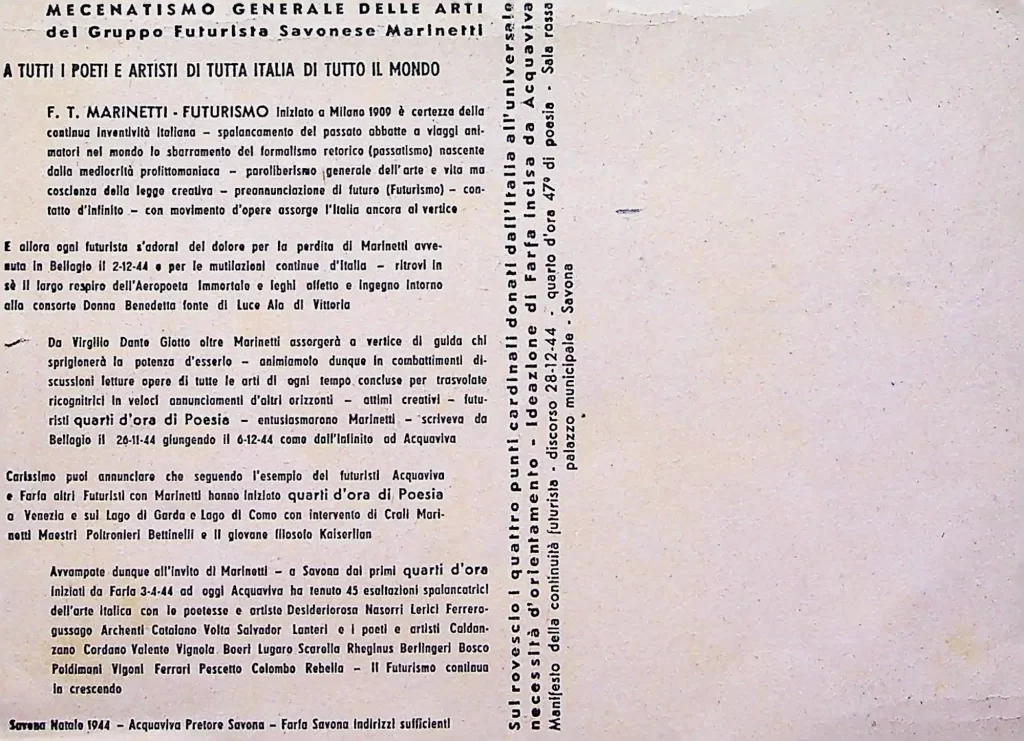 MECENATISMO GENERALE DELLE ARTI
del Gruppo Futurista Savonese Marinetti
A TUTTI I POETI E ARTISTI DI TUTTA ITALIA DI TUTTO IL MONDO
F. T. MARINETTI - FUTURISMO Iniziato a Milano 1909 è certezza della
continua inventività Italiana – spalancamento del passato abbatte a viaggi ani-
matori nel mondo lo sbarramento del formalismo retorico (passatismo) nascente
dalla mediocrità profittomaniaca – paroliberismo generale dell'arte e vita ma
coscienza della legge creativa – preannunciazione di futuro (Futurismo) – con-
tatto d'infinito – con movimento d'opere assorge l'Italia ancora al vertice
E allora ogni futurista s'adorni del dolore per la perdita di Marinetti avve-
nuta in Bellagio il 2-12-44 e per le mutilazioni continue d'Italia – ritrovi in
sè il largo respiro dell'Aeropoeta Immortale e leghi affetto e ingegno intorno
alla consorte Donna Benedetta fonte di Luce Ala di Vittoria
Da Virgilio Dante Giotto oltre Marinetti assorgerà a vertice di guida chi
sprigionerà la potenza d'esserlo – animiamolo dunque in combattimenti di-
scussioni letture opere di tutte le arti di ogni tempo concluse per trasvolate
ricognitrici in veloci annunciamenti d'altri orizzonti – attimi creativi – futu-
risti quarti d'ora di Poesia – entusiasmarono Marinetti – scriveva da
Bellagio il 26-11-44 giungendo il 6-12-44 come dall'infinito ad Acquaviva
Carissimo puoi annunciare che seguendo l'esempio dei futuristi Acquaviva
e Farfa altri Futuristi con Marinetti hanno iniziato quarti d'ora di Poesia
a Venezia e sul Lago di Garda e Lago di Como con intervento di Crali Mari-
netti Maestri Poltronieri Bettinelli e il giovane filosofo Kaiserlian
Avvampate dunque all'invito di Marinetti – a Savona dai primi quarti d'ora
iniziati da Farfa 3-4-44 ad oggi Acquaviva ha tenuto 45 esaltazioni spalancatrici
dell'arte italica con le poetesse e artiste Desideriorosa Nasorri Lerici Ferrero-
gussago Archenti Catalano Volta Salvador Lanteri e i poeti e artisti Caldan-
zano Cordano Valente Vignola Boeri Lugaro Scarolla Rheginus Berlingeri Bosco
Poldimani Vigoni Ferrari Pescetto Colombo Rebella – Il Futurismo continua
in crescendo
Savona Natale 1944 – Acquaviva Pretore Savona – Farfa Savona indirizzi sufficienti
Sul rovescio i quattro punti cardinali donati dall'Italia all'universale
necessità d'orientamento - Ideazione di Farfa incisa da Acquaviva
Manifesto della continuità futurista - discorso 28-12-44 - quarto d'ora 47° di poesia - Sala rossa
palazzo municipale - Savona